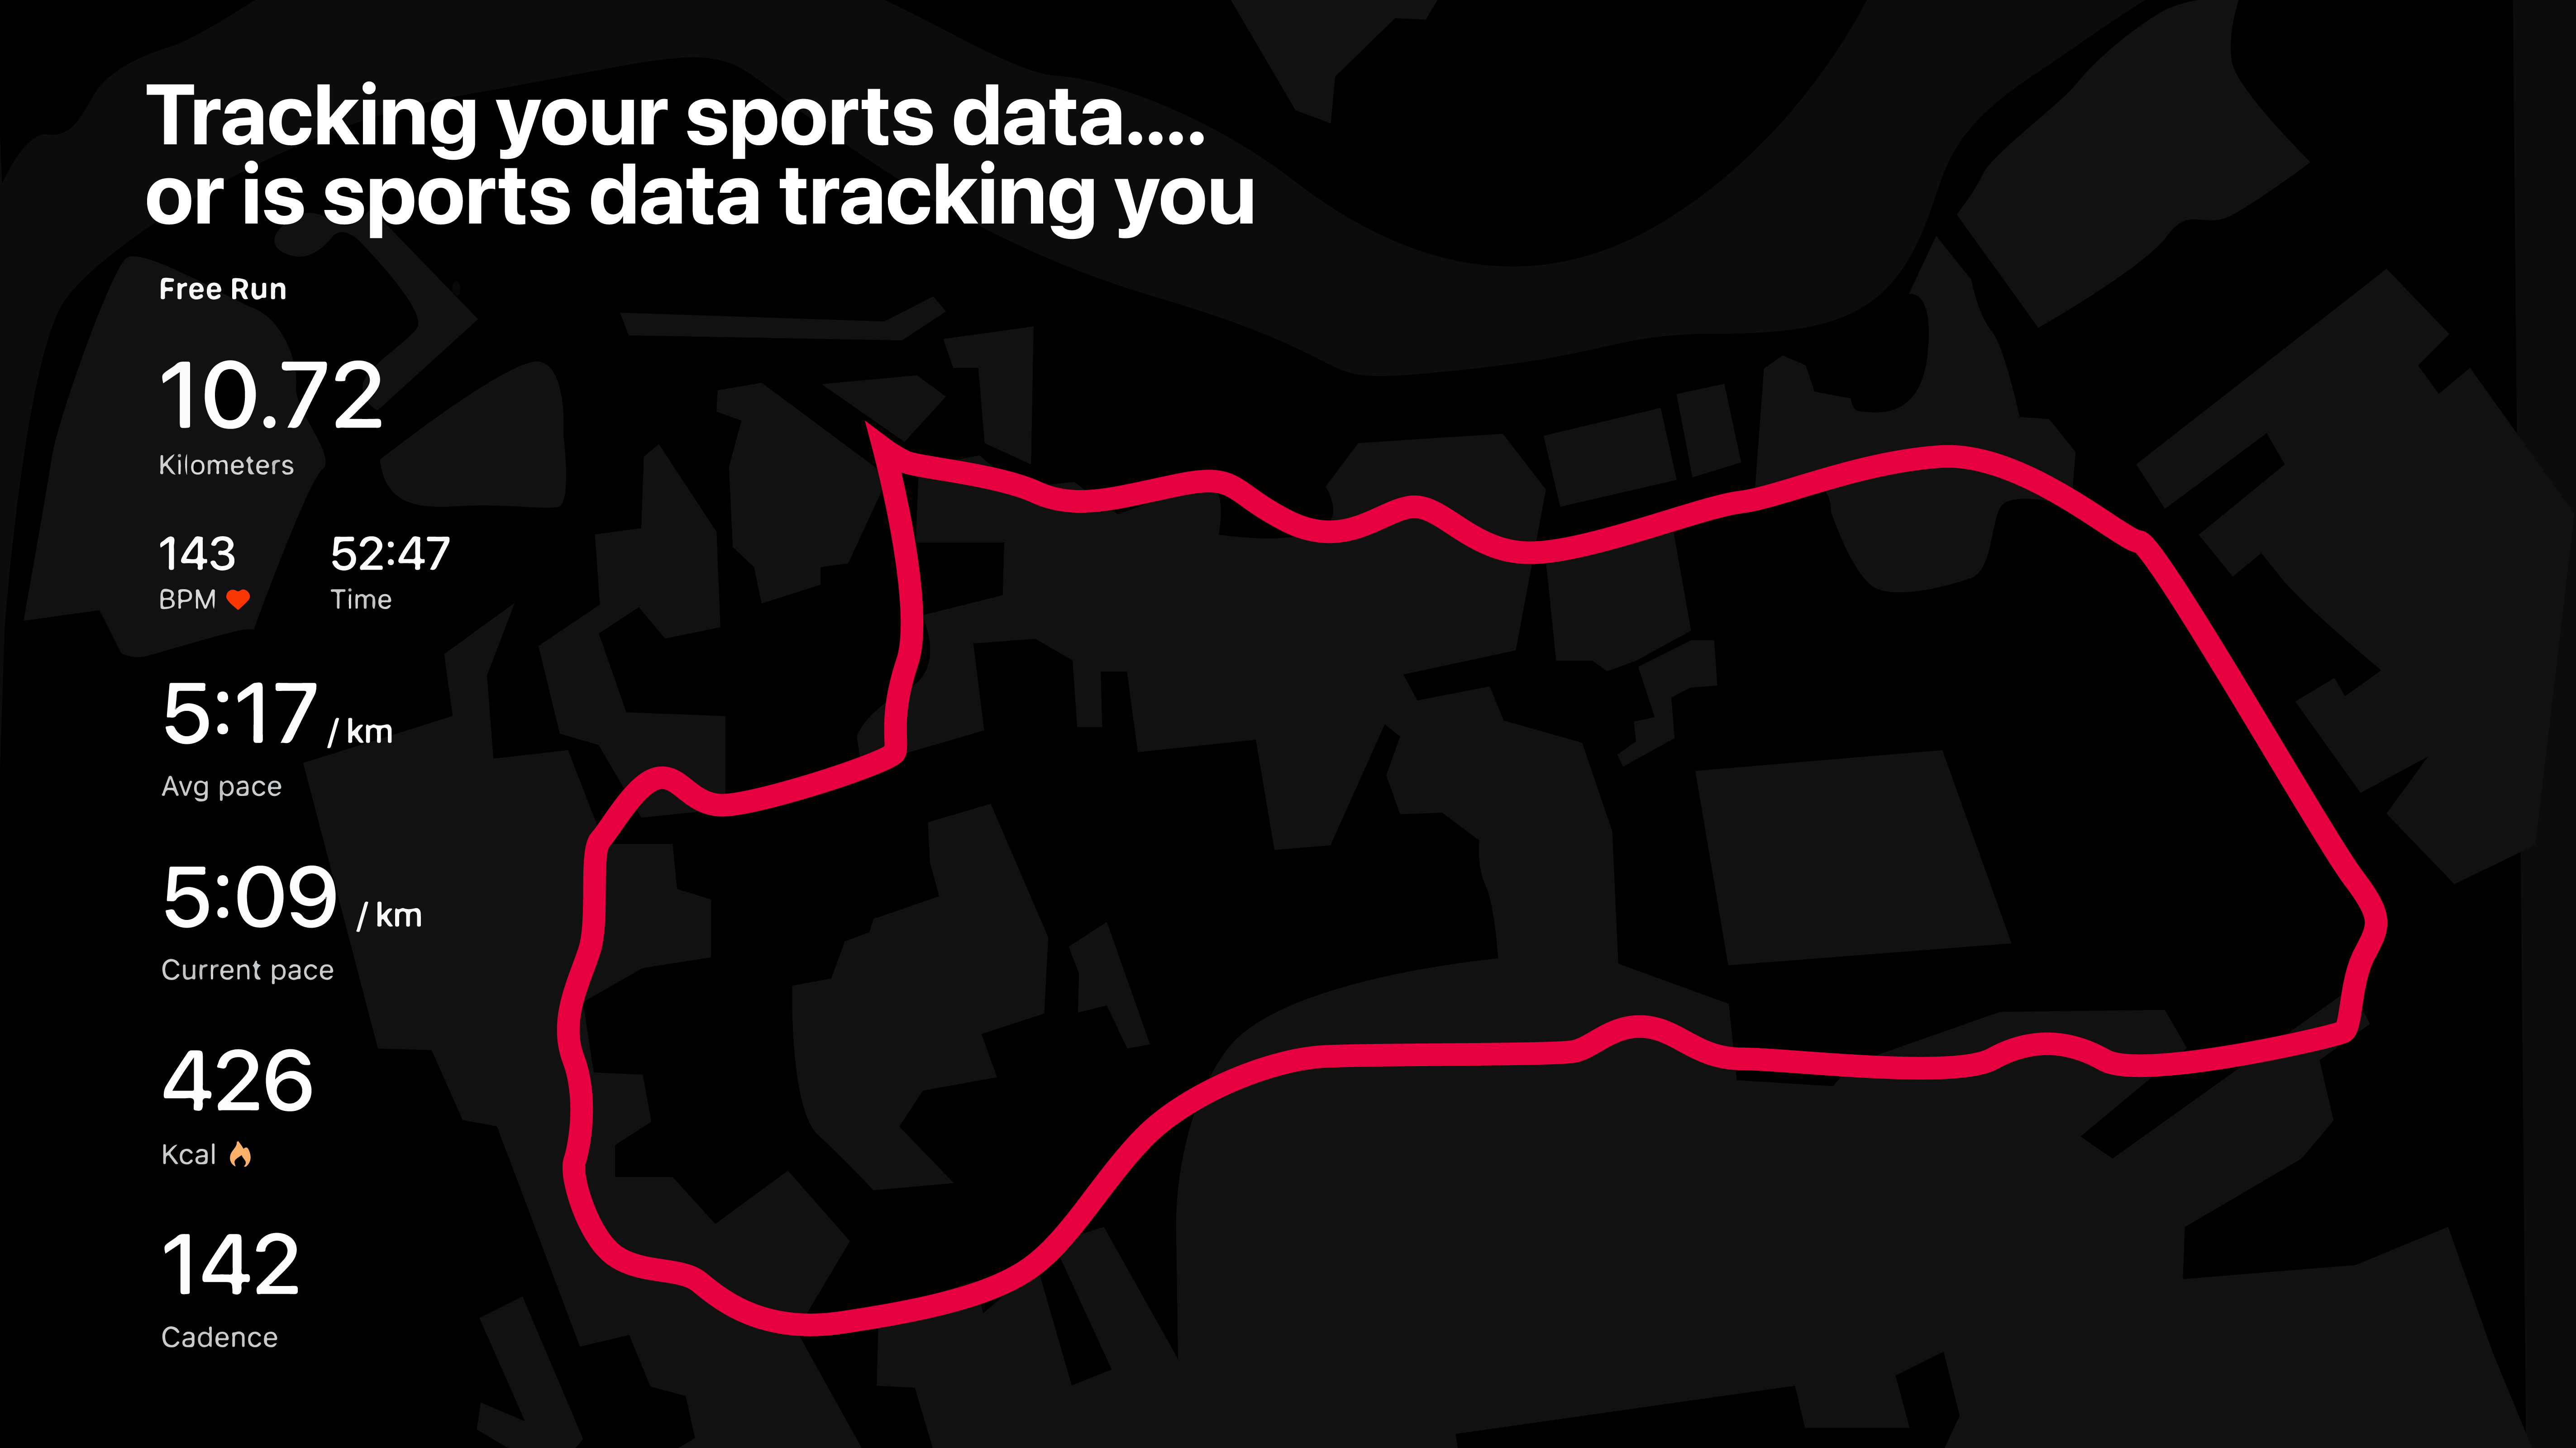 Tracking your sports data....
or is sports data tracking you
Free Run
10.72
Kilometers
143 52:47
BPM Time
5:17 / km
Avg pace
5:09 / km
Current pace
426
Kcal
142
Cadence